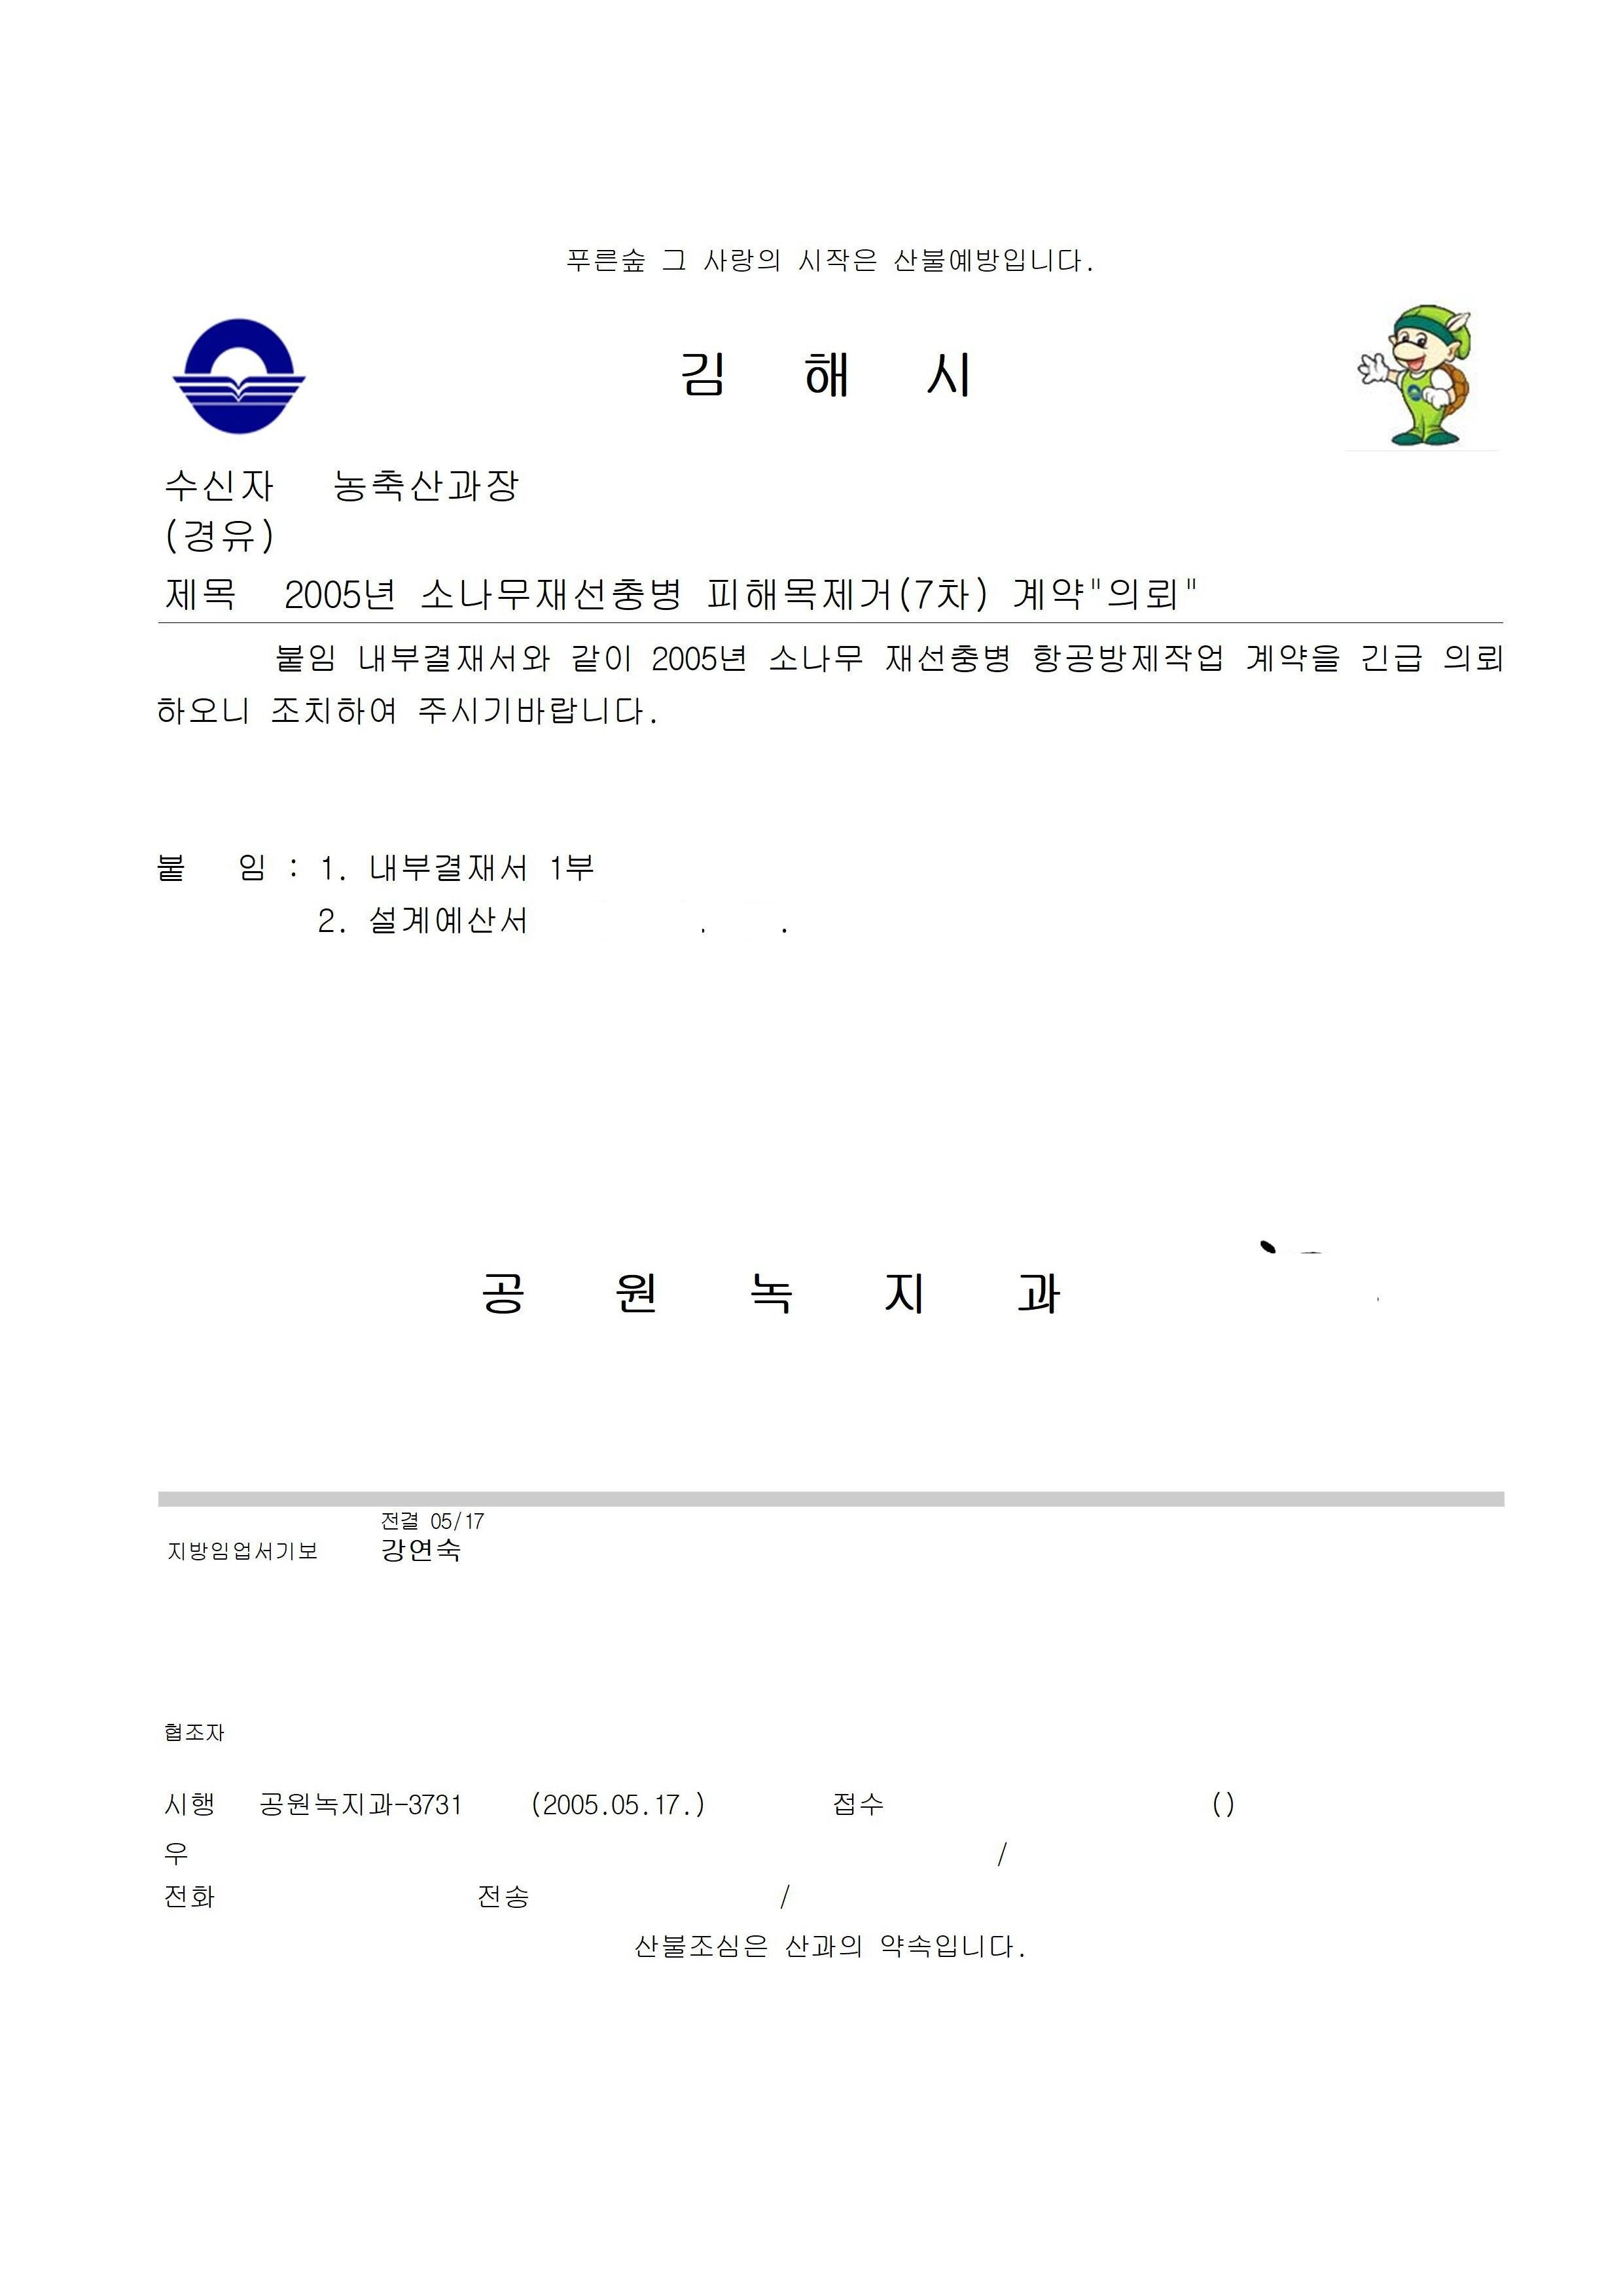 푸른숲 그 사랑의 시작은 산불예방입니다.
김 해 시
수신자 농축산과장
(경유)
제목 2005년 소나무재선충병 피해목제거(7차) 계약"의뢰"
붙임 내부결재서와 같이 2005년 소나무 재선충병 항공방제작업 계약을 긴급 의뢰
하오니 조치하여 주시기바랍니다.
붙 임 : 1. 내부결재서 1부
2. 설계예산서 . .
공 원 녹 지 과
전결 05/17
지방임업서기보 강연숙
협조자
시행 공원녹지과-3731 (2005.05.17.) 접수 ()
우 /
전화 전송 /
산불조심은 산과의 약속입니다.